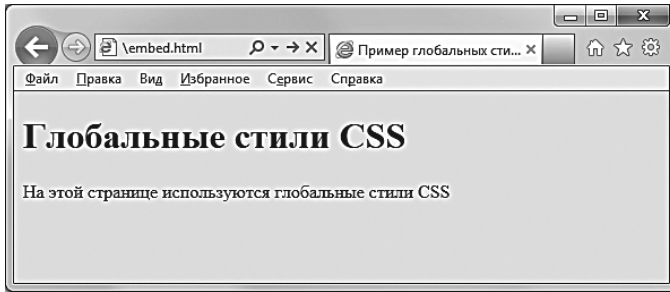 \embed.html
Пример глобальных сти...
Файл Правка Вид Избранное Сервис Справка
Глобальные стили CSS
На этой странице используются глобальные стили CSS